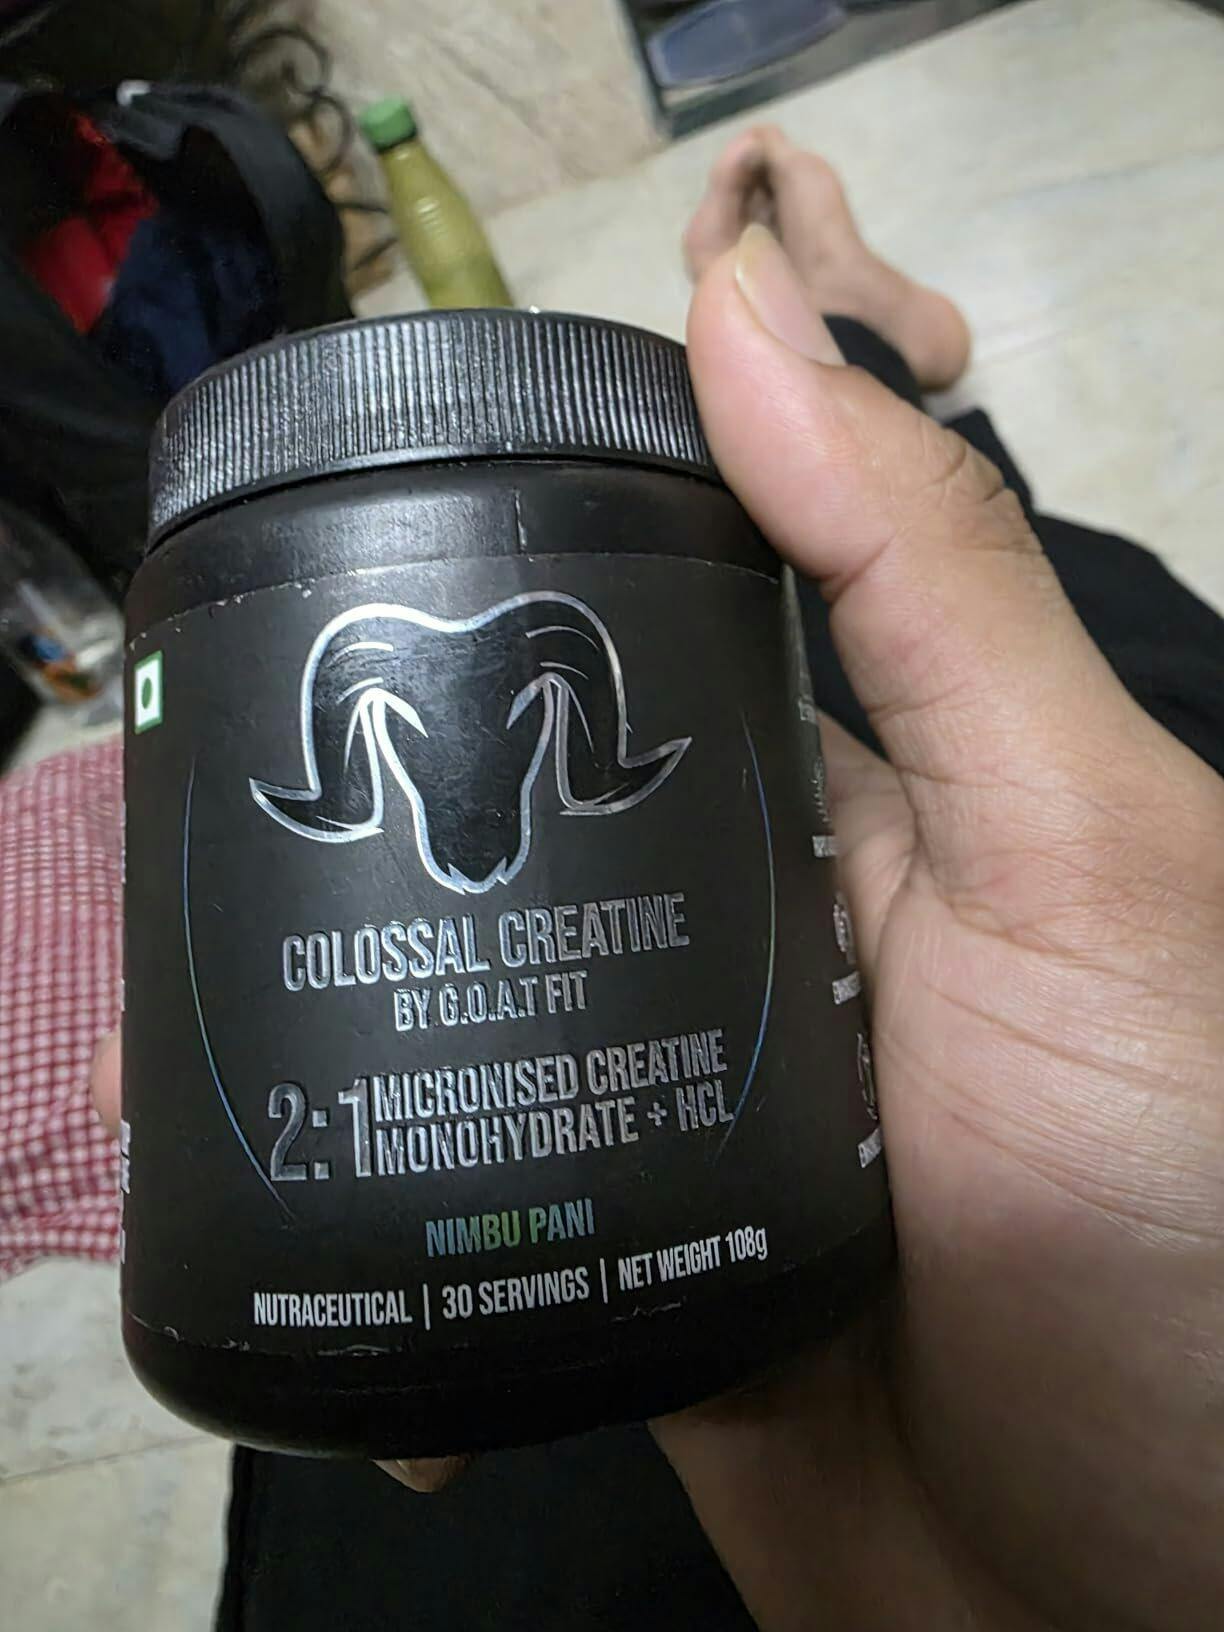 COLOSSAL CREATINE
BY G.O.A.T FIT
2:1 MICRONISED CREATINE
MONOHYDRATE + HCL
NIMBU PANI
NUTRACEUTICAL | 30 SERVINGS | NET WEIGHT 108g